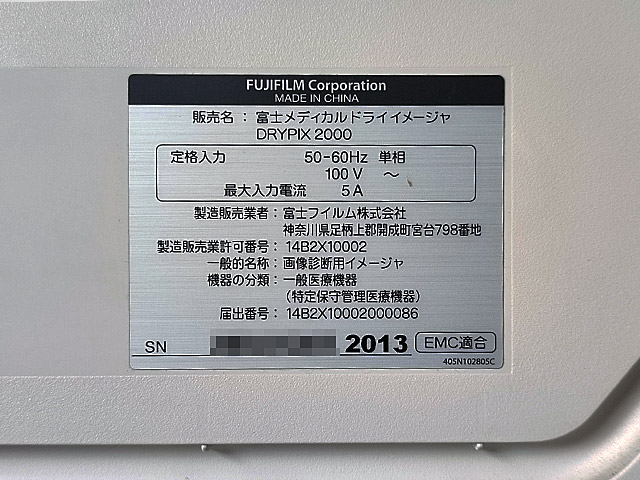 FUJIFILM Corporation
MADE IN CHINA
販売名：富士メディカルドライイメージャ
DRYPIX 2000
定格入力 50-60Hz 単相
100 V ～
最大入力電流 5 A
製造販売業者：富士フイルム株式会社
神奈川県足柄上郡開成町宮台798番地
製造販売業許可番号：14B2X10002
一般的名称：画像診断用イメージャ
機器の分類：一般医療機器
（特定保守管理医療機器）
届出番号：14B2X10002000086
SN 2013 EMC適合
405N102805C